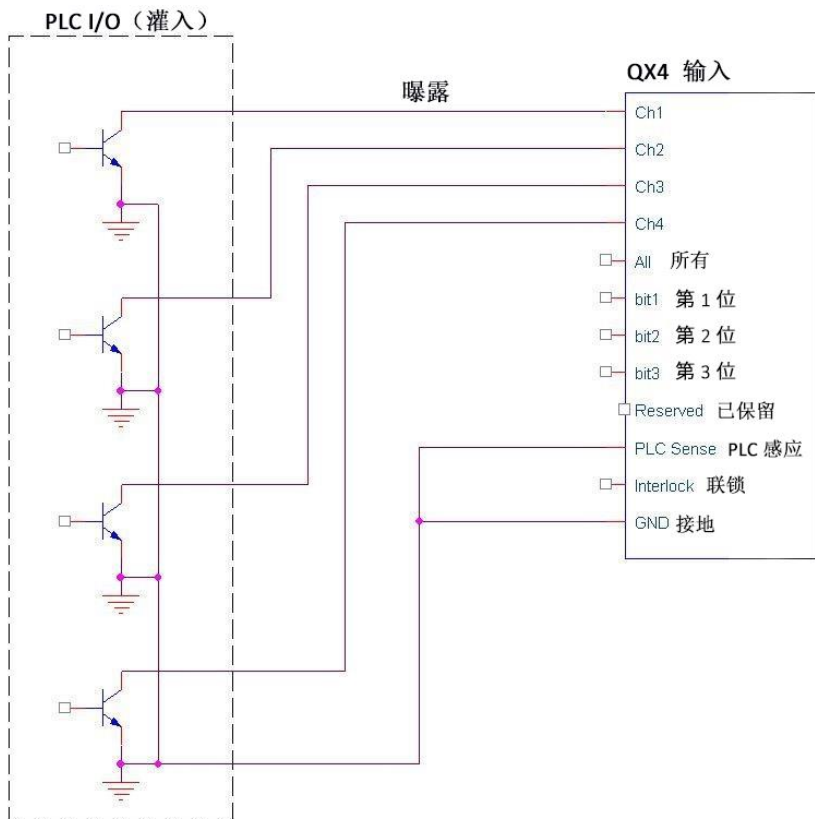 PLC I/O（灌入）
QX4 输入
曝露
Ch1
Ch2
Ch3
Ch4
All 所有
bit1 第 1 位
bit2 第 2 位
bit3 第 3 位
Reserved 已保留
PLC Sense PLC 感应
Interlock 联锁
GND 接地